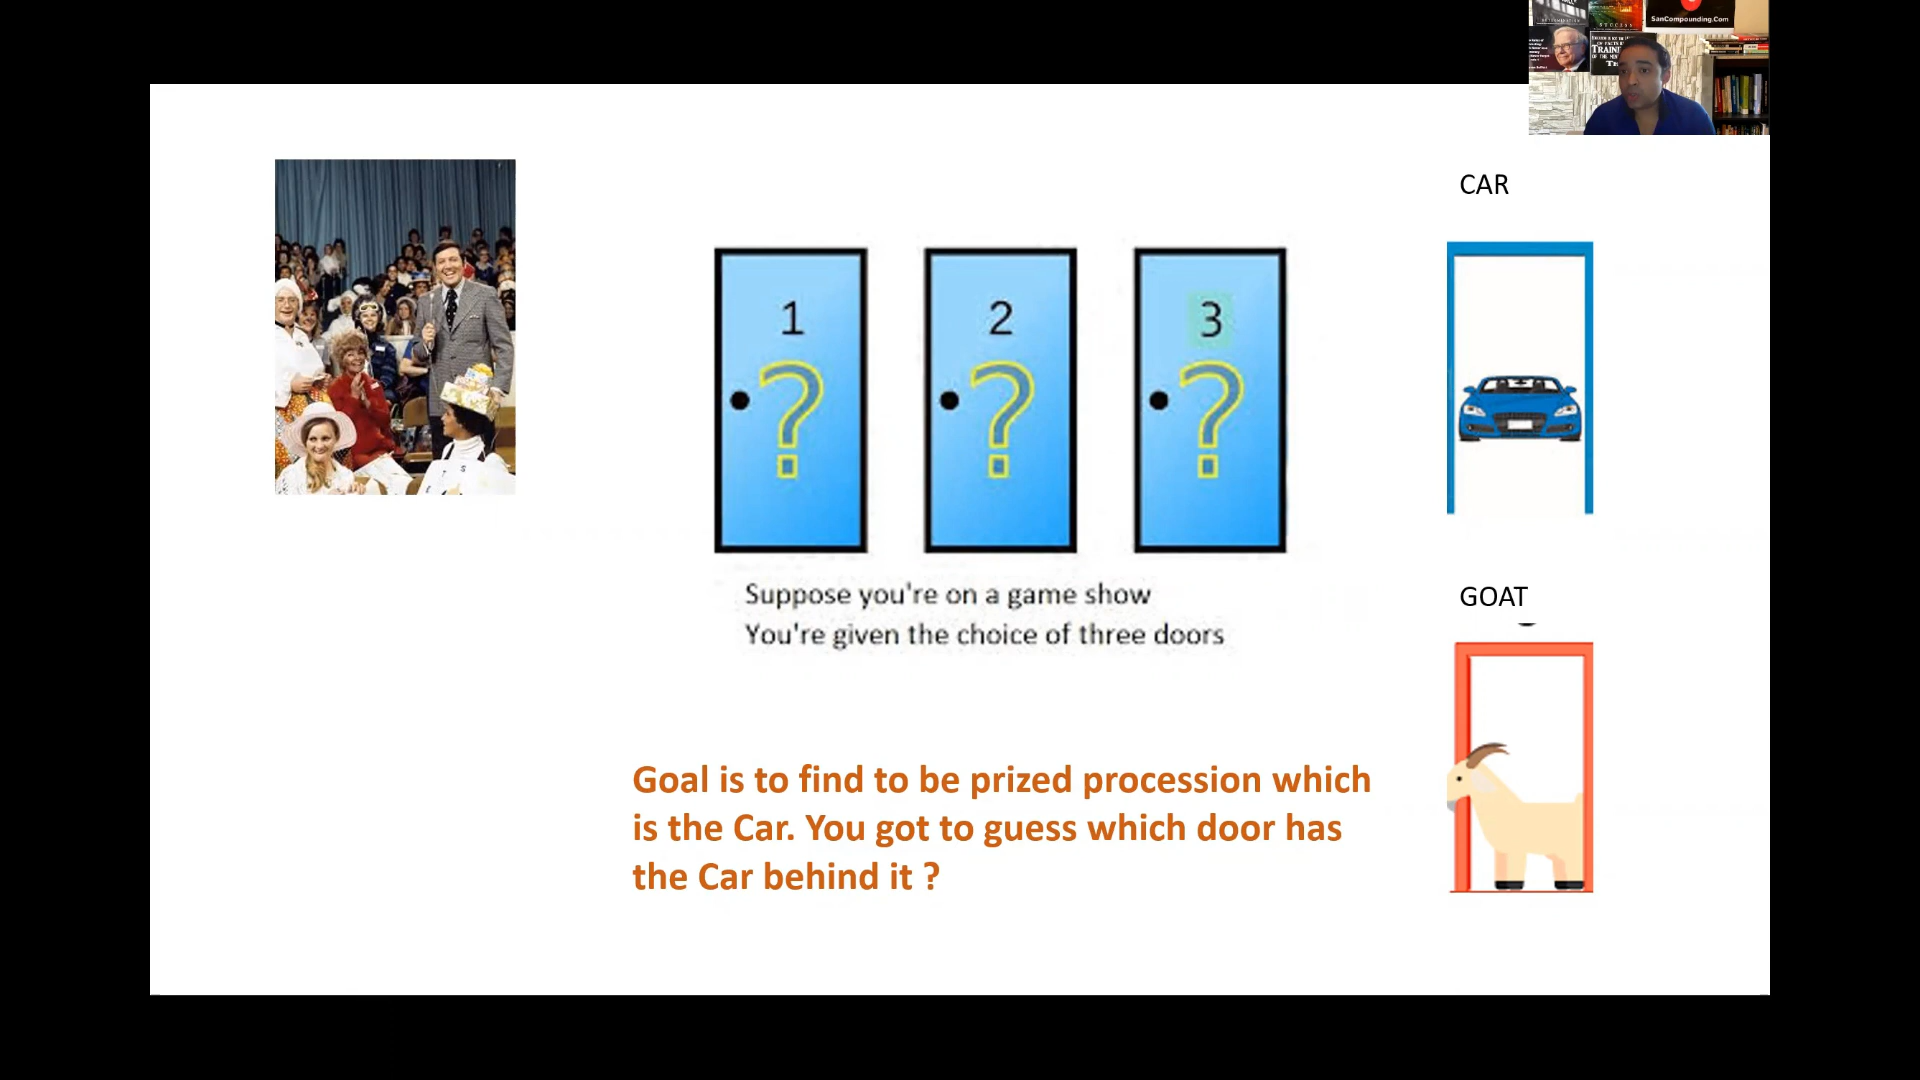 SanCompounding.Com
CAR
1
2
3
?
?
?
Suppose you're on a game show
You're given the choice of three doors
GOAT
Goal is to find to be prized procession which
is the Car. You got to guess which door has
the Car behind it ?